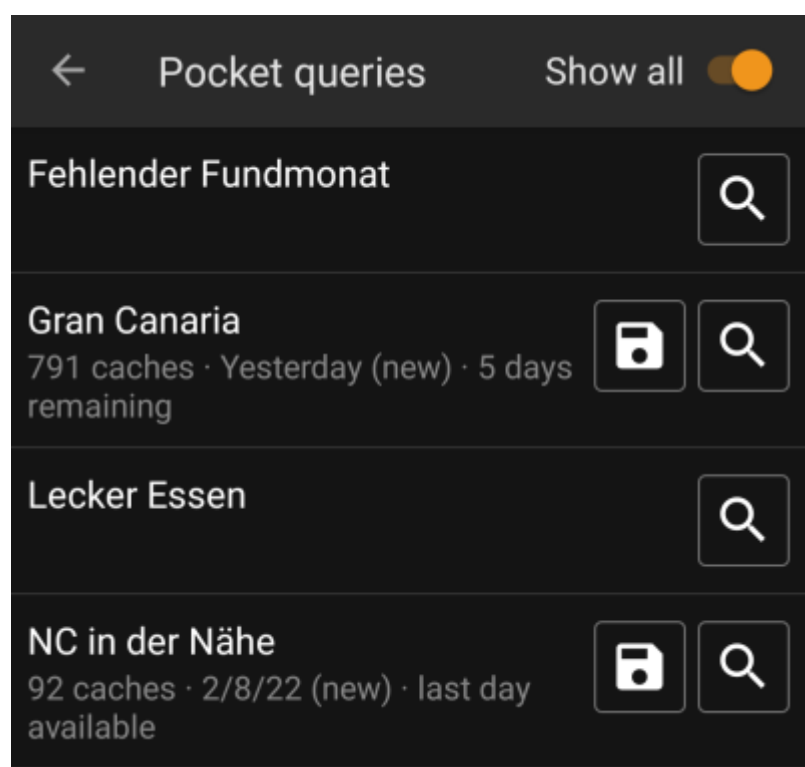 Pocket queries Show all
Fehlender Fundmonat
Gran Canaria
791 caches · Yesterday (new) · 5 days
remaining
Lecker Essen
NC in der Nähe
92 caches · 2/8/22 (new) · last day
available